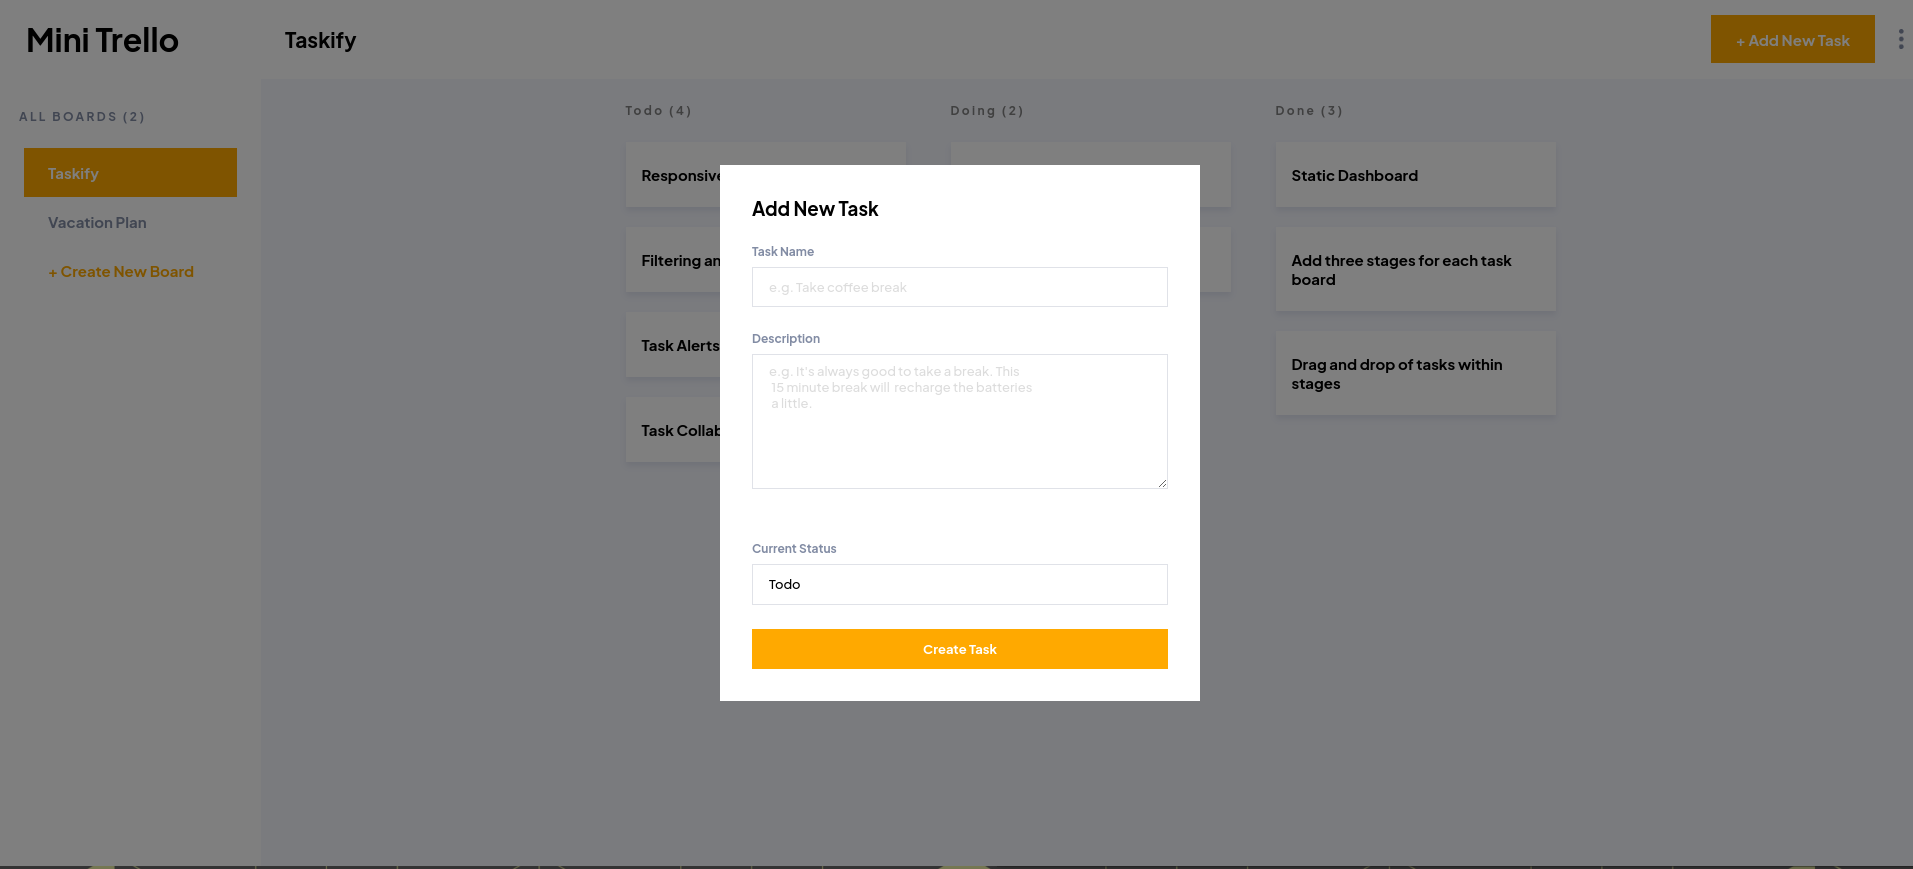 Mini Trello
Taskify
+ Add New Task
ALL BOARDS (2)
Taskify
Vacation Plan
+ Create New Board
Todo (4)
Doing (2)
Done (3)
Responsive
Filtering an
Task Alerts
Task Collab
Static Dashboard
Add three stages for each task
board
Drag and drop of tasks within
stages
Add New Task
Task Name
e.g. Take coffee break
Description
e.g. It's always good to take a break. This
15 minute break will recharge the batteries
a little.
Current Status
Todo
Create Task